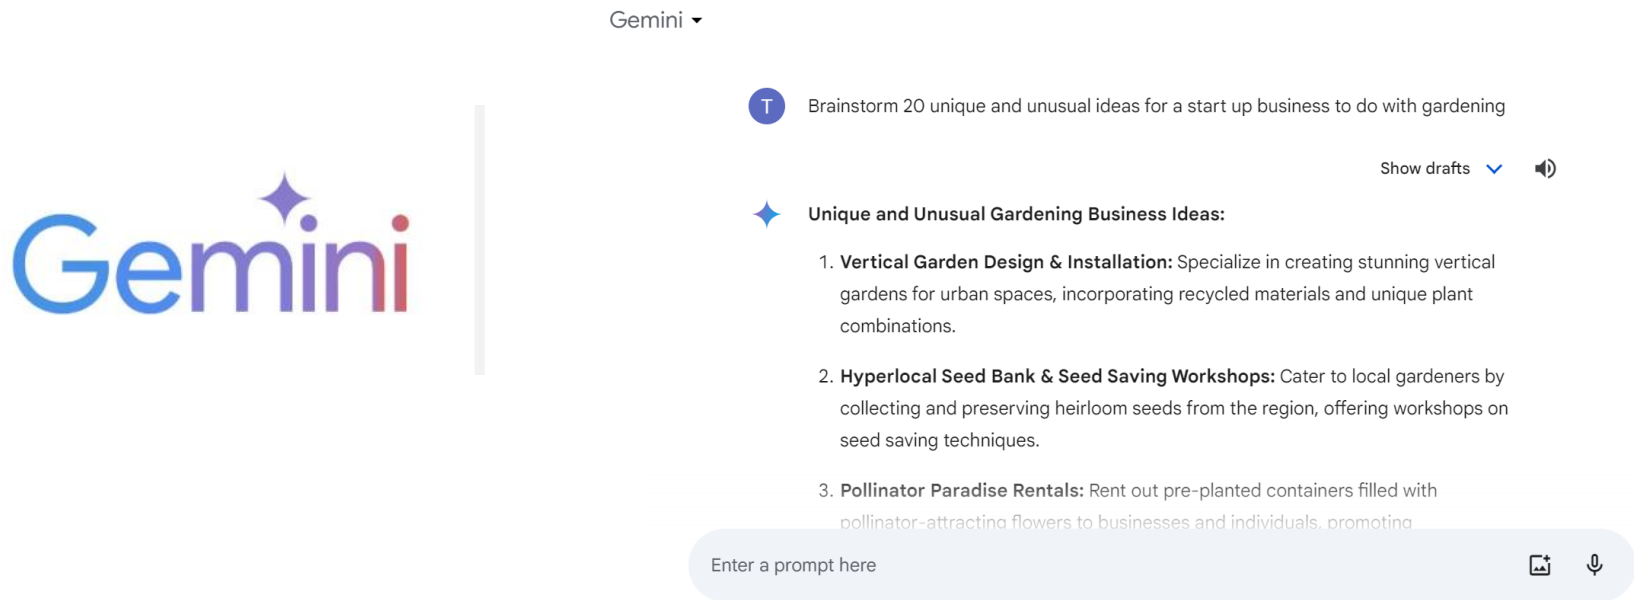 Gemini
Gemini
T
Brainstorm 20 unique and unusual ideas for a start up business to do with gardening
Show drafts
Unique and Unusual Gardening Business Ideas:
1. Vertical Garden Design & Installation: Specialize in creating stunning vertical
gardens for urban spaces, incorporating recycled materials and unique plant
combinations.
2. Hyperlocal Seed Bank & Seed Saving Workshops: Cater to local gardeners by
collecting and preserving heirloom seeds from the region, offering workshops on
seed saving techniques.
3. Pollinator Paradise Rentals: Rent out pre-planted containers filled with
pollinator-attracting flowers to businesses and individuals, promoting
Enter a prompt here